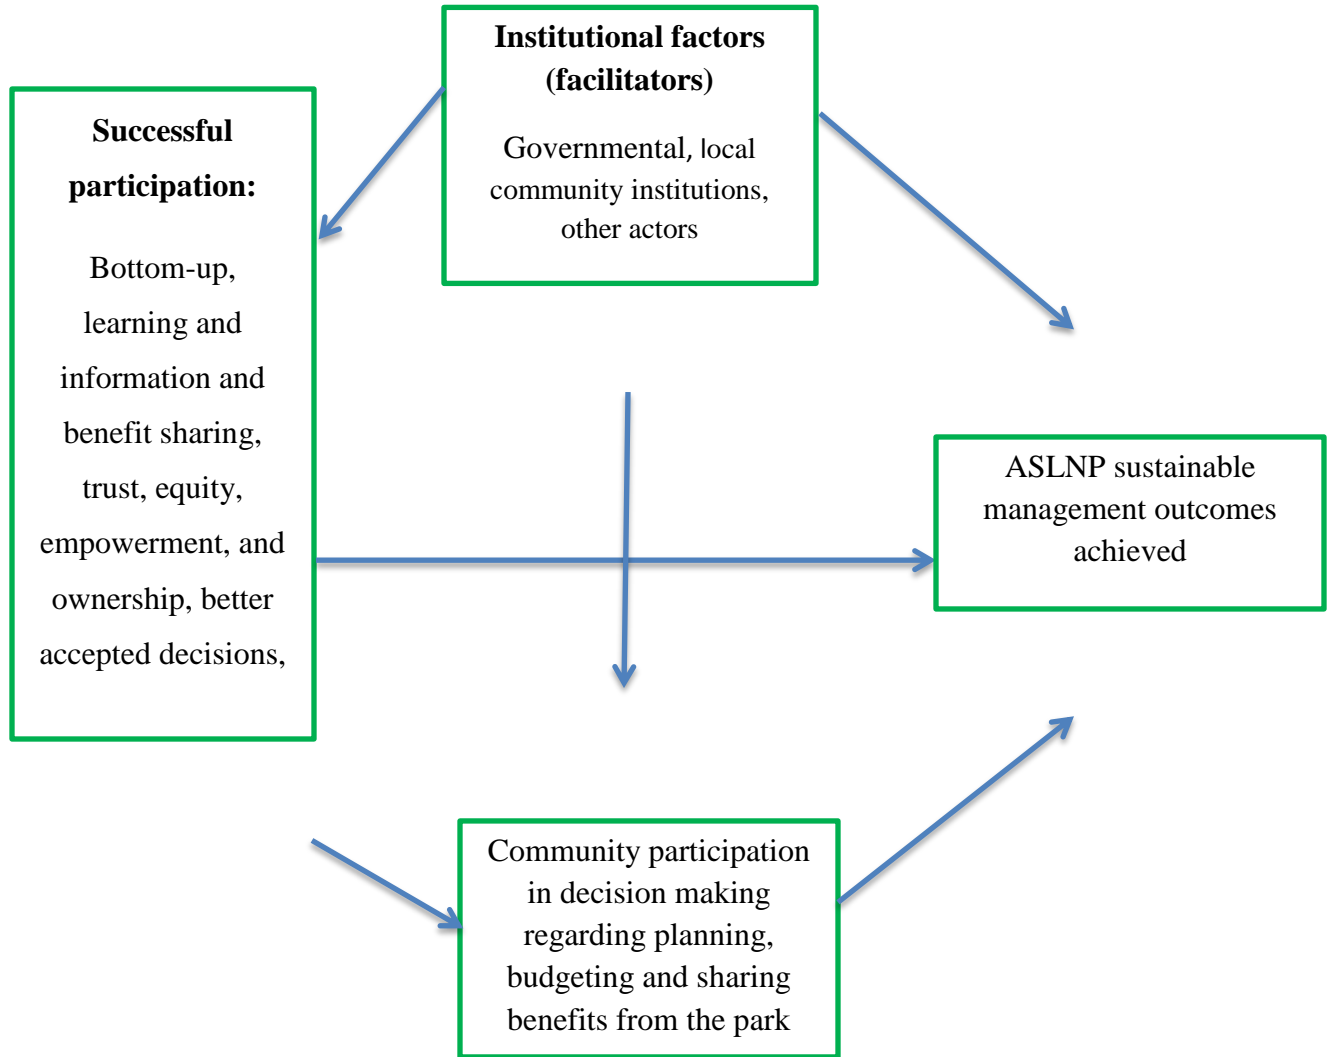 Institutional factors
(facilitators)
Governmental, local
community institutions,
other actors
Successful
participation:
Bottom-up,
learning and
information and
benefit sharing,
trust, equity,
empowerment, and
ownership, better
accepted decisions,
ASLNP sustainable
management outcomes
achieved
Community participation
in decision making
regarding planning,
budgeting and sharing
benefits from the park